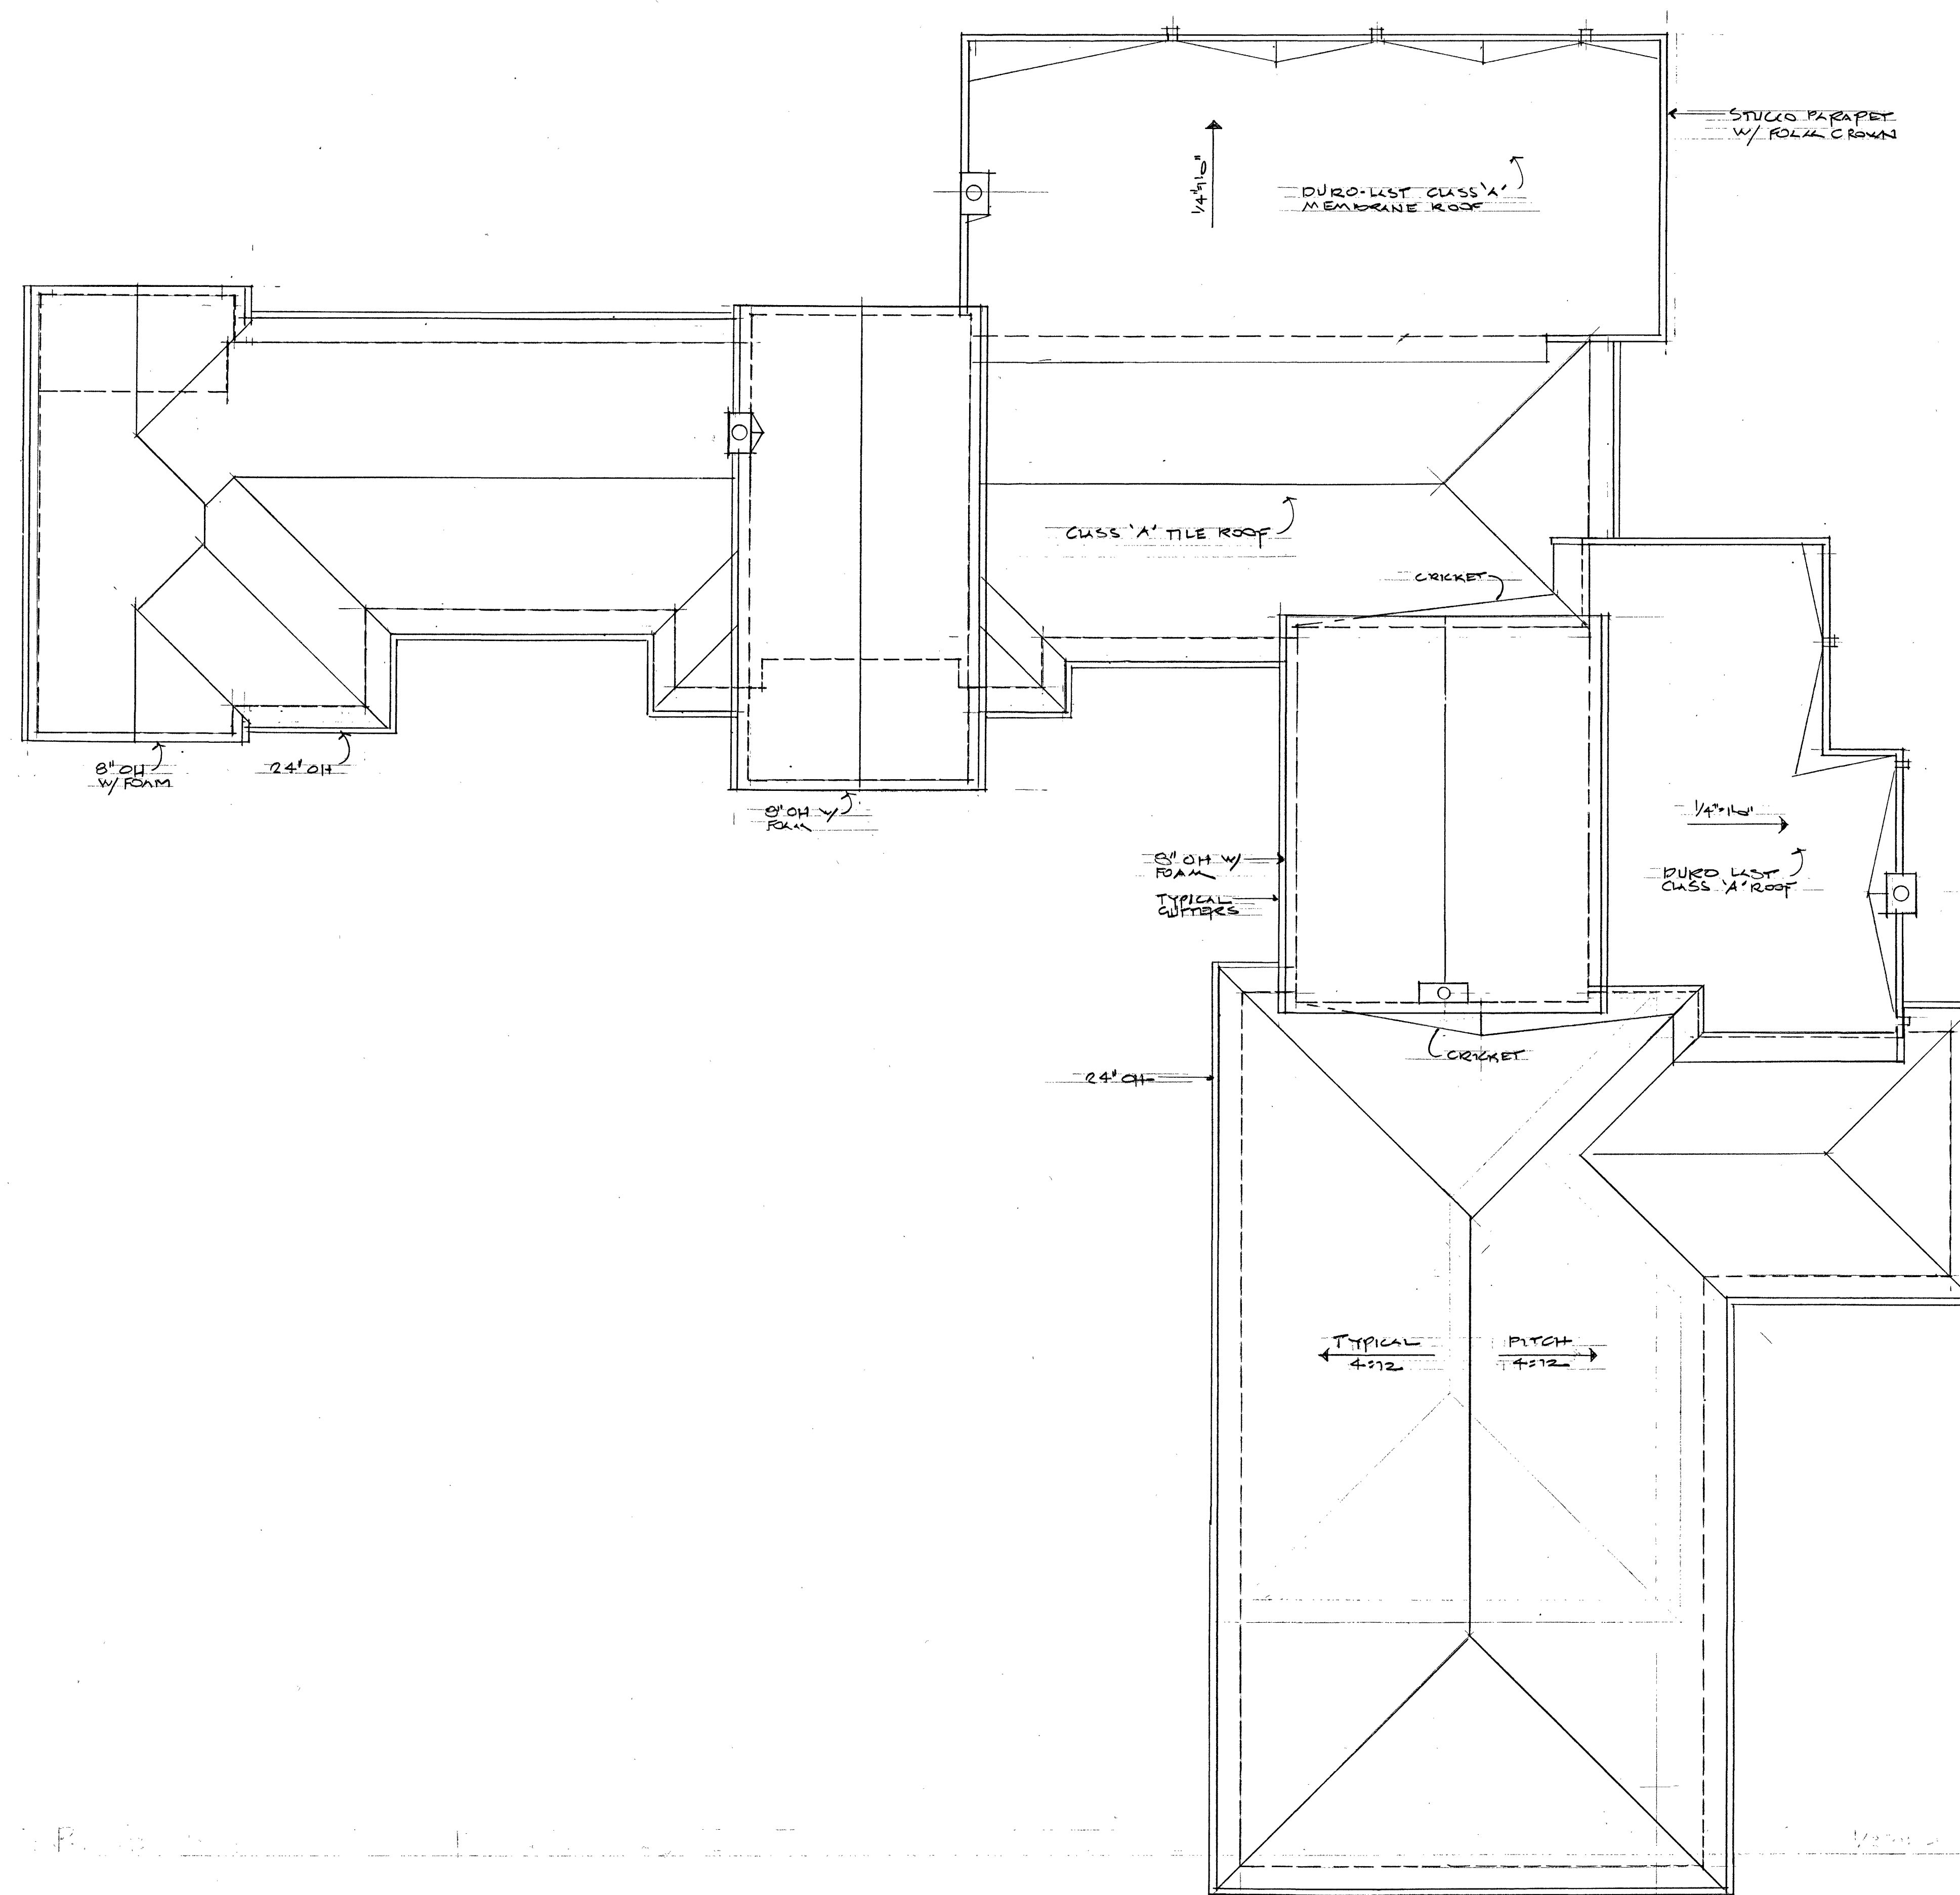 STUCCO PARAPET
W/ FOAM CROWN
1/4"=1'-0"
DURO-LAST CLASS 'A'
MEMBRANE ROOF
CLASS 'A' TILE ROOF
CRICKET
8" OH
W/ FOAM
24" OH
8" OH W/
FOAM
1/4"=1'-0"
8" OH W/
FOAM
TYPICAL
GUTTERS
DURO LAST
CLASS 'A' ROOF
CRICKET
24" OH
TYPICAL
4:12
PITCH
4:12